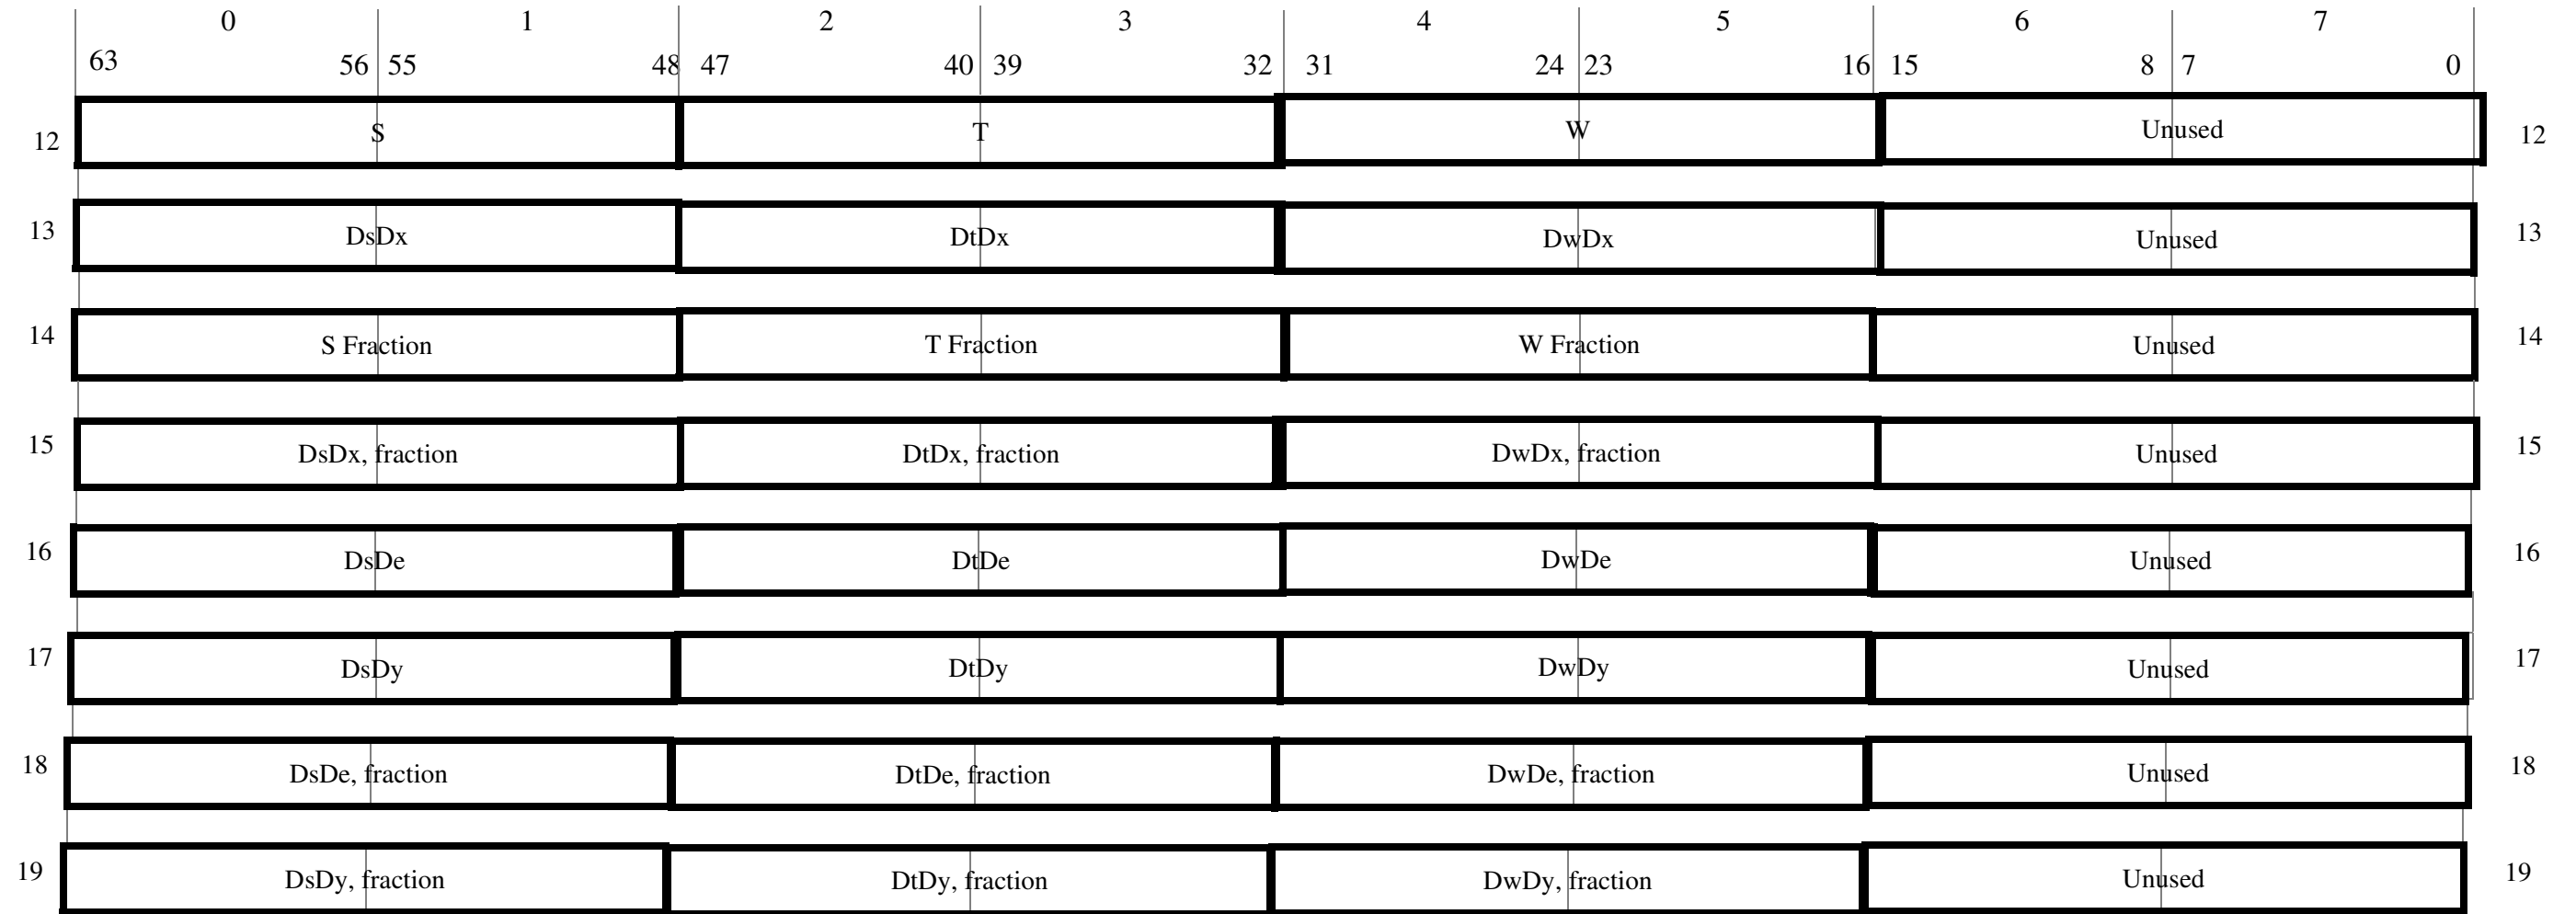 0 1 2 3 4 5 6 7
63 56 55 48 47 40 39 32 31 24 23 16 15 8 7 0
12 S T W Unused 12
13 DsDx DtDx DwDx Unused 13
14 S Fraction T Fraction W Fraction Unused 14
15 DsDx, fraction DtDx, fraction DwDx, fraction Unused 15
16 DsDe DtDe DwDe Unused 16
17 DsDy DtDy DwDy Unused 17
18 DsDe, fraction DtDe, fraction DwDe, fraction Unused 18
19 DsDy, fraction DtDy, fraction DwDy, fraction Unused 19